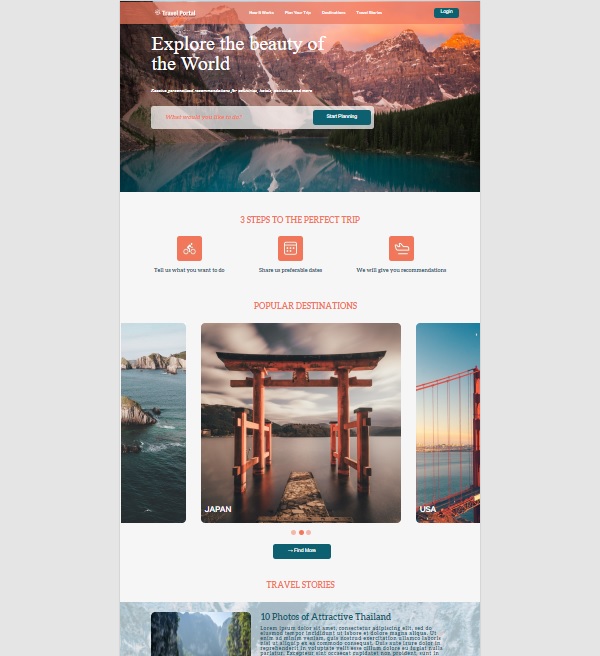 Travel Portal
How It Works
Plan Your Trip
Destinations
Travel Stories
Login
Explore the beauty of
the World
Receive personalized recommendations for activities, hotels, activities and more
What would you like to do?
Start Planning
3 STEPS TO THE PERFECT TRIP
Tell us what you want to do
Share us preferable dates
We will give you recommendations
POPULAR DESTINATIONS
JAPAN
USA
→ Find More
TRAVEL STORIES
10 Photos of Attractive Thailand
Lorem ipsum dolor sit amet, consectetur adipiscing elit, sed do
eiusmod tempor incididunt ut labore et dolore magna aliqua. Ut
enim ad minim veniam, quis nostrud exercitation ullamco laboris
nisi ut aliquip ex ea commodo consequat. Duis aute irure dolor in
reprehenderit in voluptate velit esse cillum dolore eu fugiat nulla
pariatur. Excepteur sint occaecat cupidatat non proident, sunt in